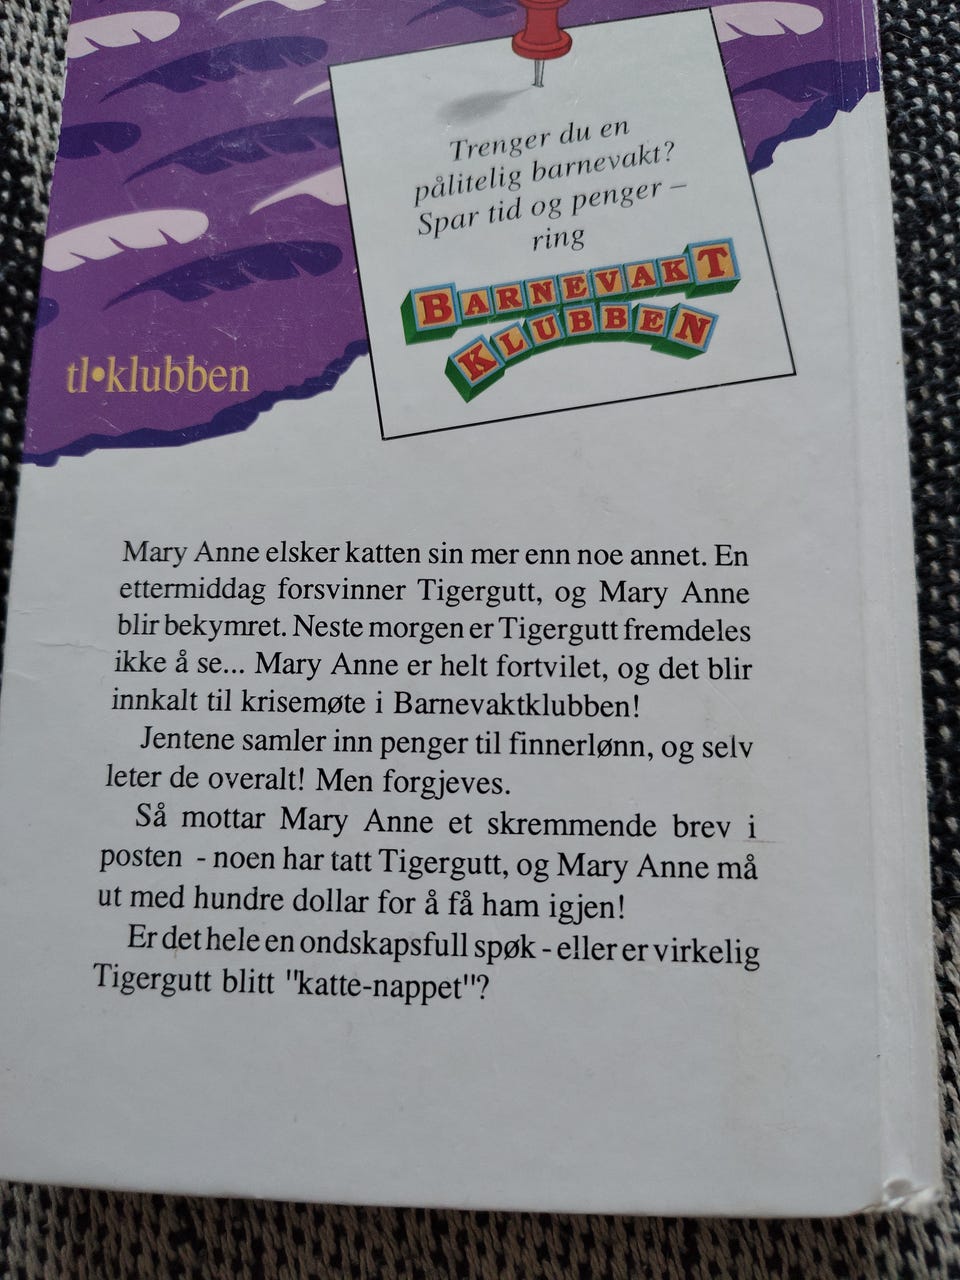 Trenger du en
pålitelig barnevakt?
Spar tid og penger –
ring
BARNEVAKT
KLUBBEN
tl•klubben
Mary Anne elsker katten sin mer enn noe annet. En
ettermiddag forsvinner Tigergutt, og Mary Anne
blir bekymret. Neste morgen er Tigergutt fremdeles
ikke å se... Mary Anne er helt fortvilet, og det blir
innkalt til krisemøte i Barnevaktklubben!
Jentene samler inn penger til finnerlønn, og selv
leter de overalt! Men forgjeves.
Så mottar Mary Anne et skremmende brev i
posten - noen har tatt Tigergutt, og Mary Anne må
ut med hundre dollar for å få ham igjen!
Er det hele en ondskapsfull spøk - eller er virkelig
Tigergutt blitt "katte-nappet"?